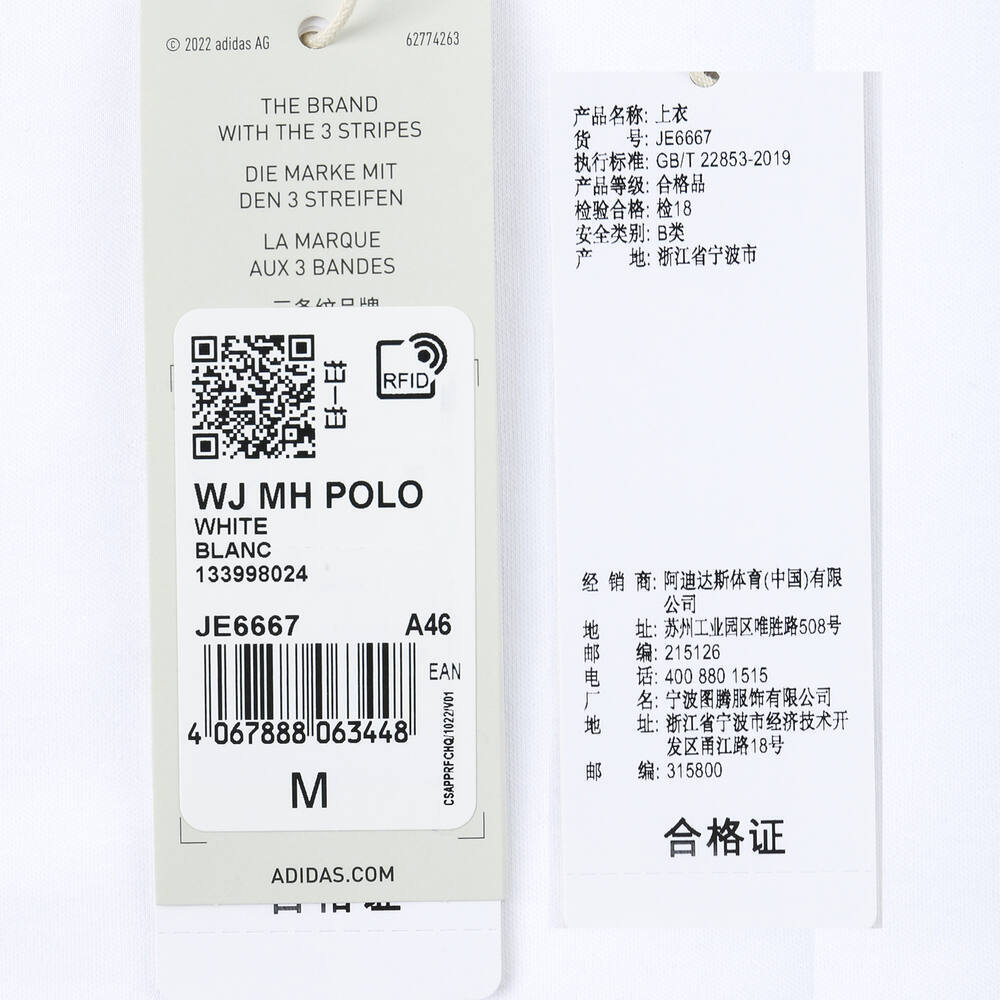 © 2022 adidas AG
62774263
THE BRAND
WITH THE 3 STRIPES
DIE MARKE MIT
DEN 3 STREIFEN
LA MARQUE
AUX 3 BANDES
三条纹品牌
扫一扫
RFID
WJ MH POLO
WHITE
BLANC
133998024
JE6667 A46
EAN
4 067888 063448
CSAPPRFCHQ/1022/V01
M
ADIDAS.COM
合格证
产品名称: 上衣
货 号: JE6667
执行标准: GB/T 22853-2019
产品等级: 合格品
检验合格: 检18
安全类别: B类
产 地: 浙江省宁波市
经 销 商: 阿迪达斯体育(中国)有限
公司
地 址: 苏州工业园区唯胜路508号
邮 编: 215126
电 话: 400 880 1515
厂 名: 宁波图腾服饰有限公司
地 址: 浙江省宁波市经济技术开
发区甬江路18号
邮 编: 315800
合格证